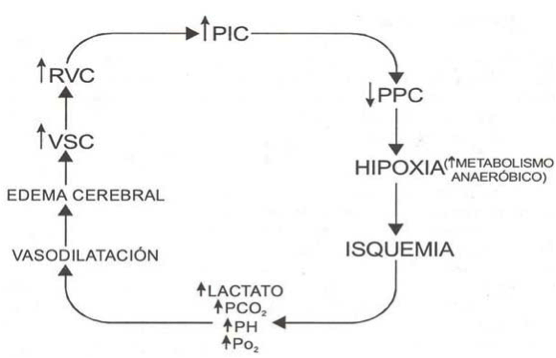 ↑PIC
↑RVC
↓PPC
↑VSC
HIPOXIA(↑METABOLISMO
ANAERÓBICO)
EDEMA CEREBRAL
ISQUEMIA
VASODILATACIÓN
↑LACTATO
↑PCO₂
↑PH
↑Po₂